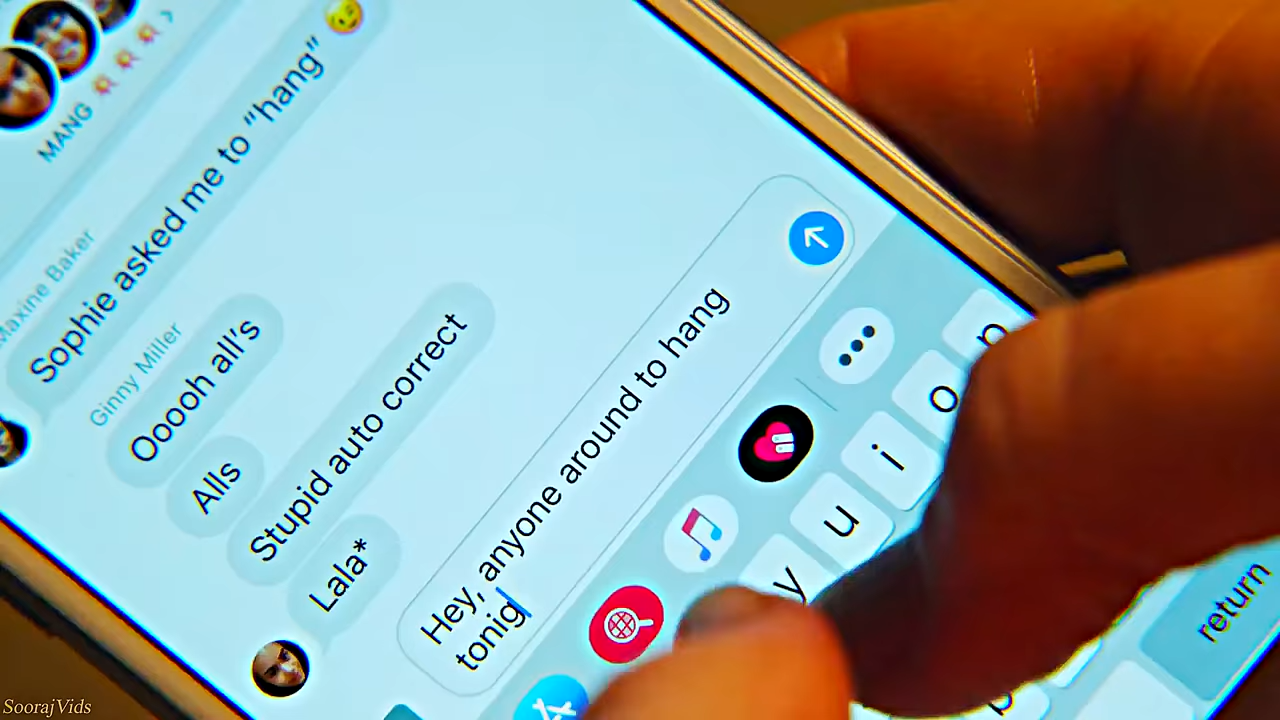 MANG
Maxine Baker
Sophie asked me to "hang"
Ginny Miller
Ooooh all's
Alls
Stupid auto correct
Lala*
Hey, anyone around to hang
tonig
y u i o p
return
SoorajVids